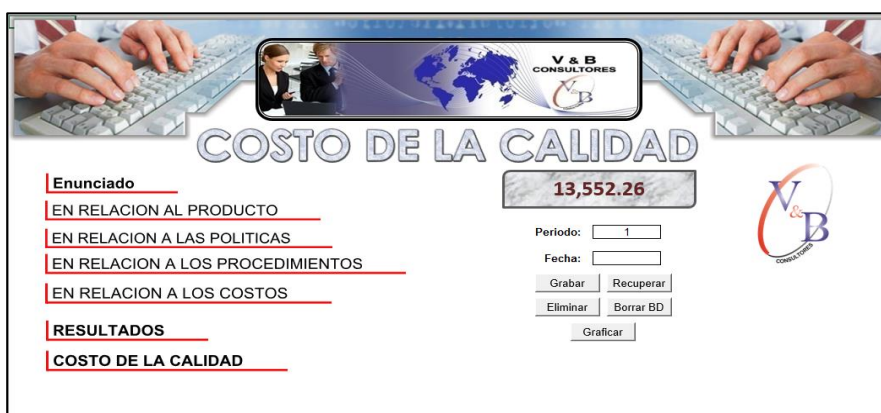 V & B
CONSULTORES
V&B
COSTO DE LA CALIDAD
Enunciado
13,552.26
EN RELACION AL PRODUCTO
Periodo: 1
EN RELACION A LAS POLITICAS
V&B
CONSULTORES
Fecha:
EN RELACION A LOS PROCEDIMIENTOS
Grabar Recuperar
EN RELACION A LOS COSTOS
Eliminar Borrar BD
Graficar
RESULTADOS
COSTO DE LA CALIDAD